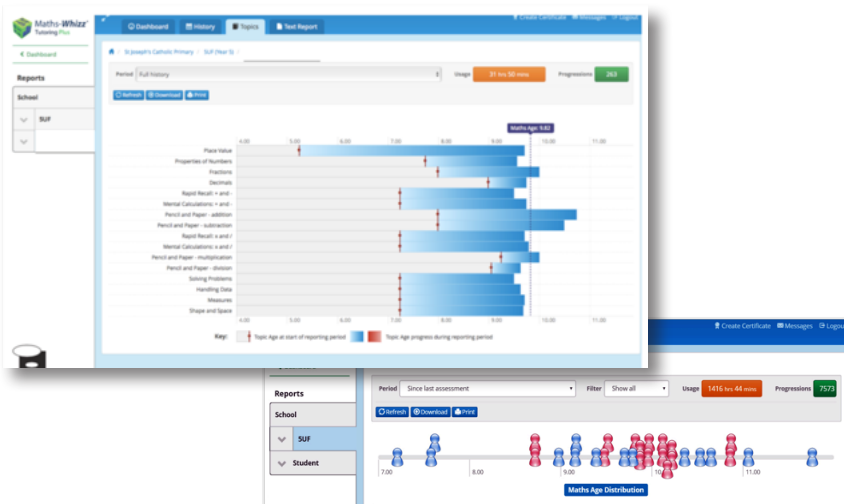 Maths-Whizz
Tutoring Plus
Dashboard
History
Topics
Test Report
Create Certificate
Messages
Logout
Dashboard
Reports
School
SUF
St Joseph's Catholic Primary / SUF (Year 5) /
Period
Full history
Usage
31 hrs 50 mins
Progressions
263
Refresh
Download
Print
Maths Age: 9.82
4.00 5.00 6.00 7.00 8.00 9.00 10.00 11.00
Place Value
Properties of Numbers
Fractions
Decimals
Rapid Recall: + and -
Mental Calculations: + and -
Pencil and Paper - addition
Pencil and Paper - subtraction
Rapid Recall: x and /
Mental Calculations: x and /
Pencil and Paper - multiplication
Pencil and Paper - division
Solving Problems
Handling Data
Measures
Shape and Space
4.00 5.00 6.00 7.00 8.00 9.00 10.00 11.00
Key:
Topic Age at start of reporting period
Topic Age progress during reporting period
Create Certificate
Messages
Logout
Reports
School
SUF
Student
Period
Since last assessment
Filter
Show all
Usage
1416 hrs 44 mins
Progressions
7573
Refresh
Download
Print
7.00 8.00 9.00 11.00
Maths Age Distribution